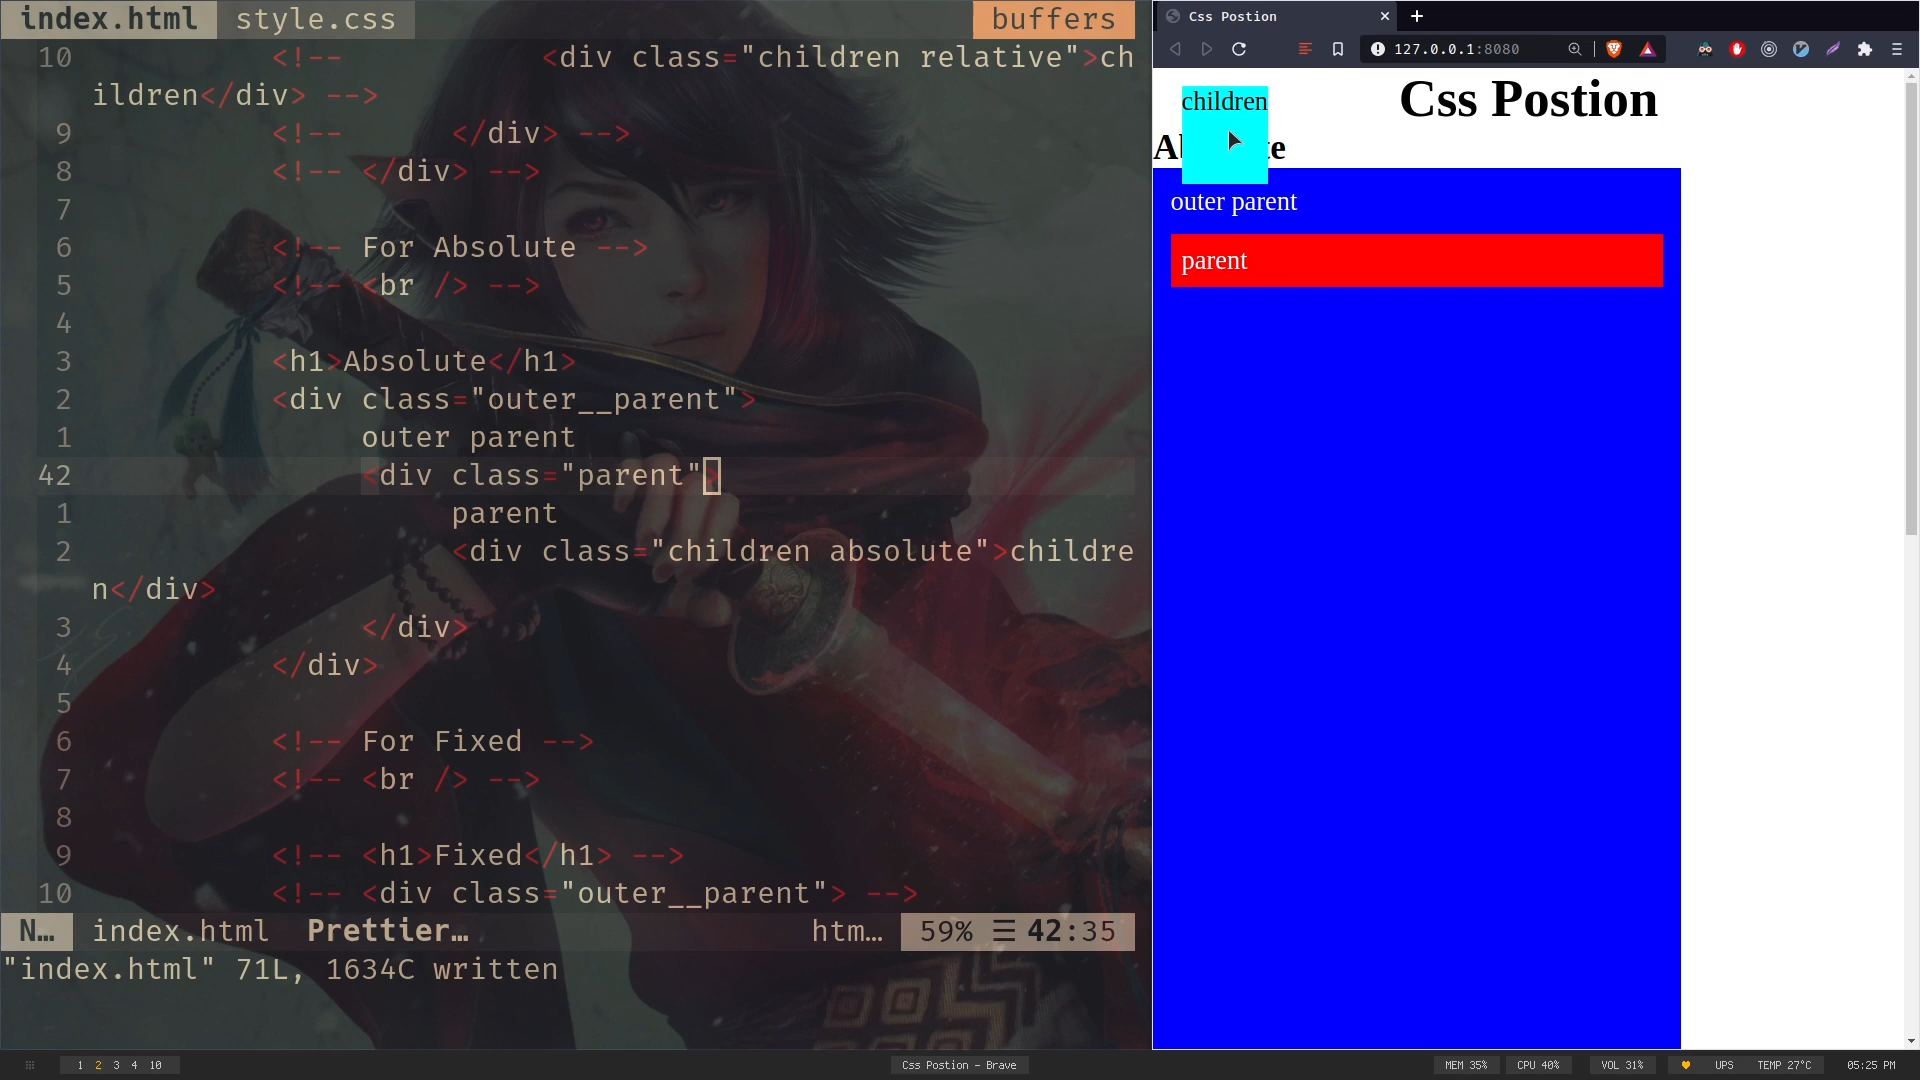 index.html style.css buffers
10 <!-- <div class="children relative">ch
ildren</div> -->
9 <!-- </div> -->
8 <!-- </div> -->
7
6 <!-- For Absolute -->
5 <!-- <br /> -->
4
3 <h1>Absolute</h1>
2 <div class="outer__parent">
1 outer parent
42 <div class="parent">
1 parent
2 <div class="children absolute">childre
n</div>
3 </div>
4 </div>
5
6 <!-- For Fixed -->
7 <!-- <br /> -->
8
9 <!-- <h1>Fixed</h1> -->
10 <!-- <div class="outer__parent"> -->
N… index.html Prettier… htm… 59% ☰ 42:35
"index.html" 71L, 1634C written
Css Postion
127.0.0.1:8080
children
Css Postion
outer parent
parent
1 2 3 4 10
Css Postion - Brave
MEM 35% CPU 40% VOL 31% UPS TEMP 27°C 05:25 PM